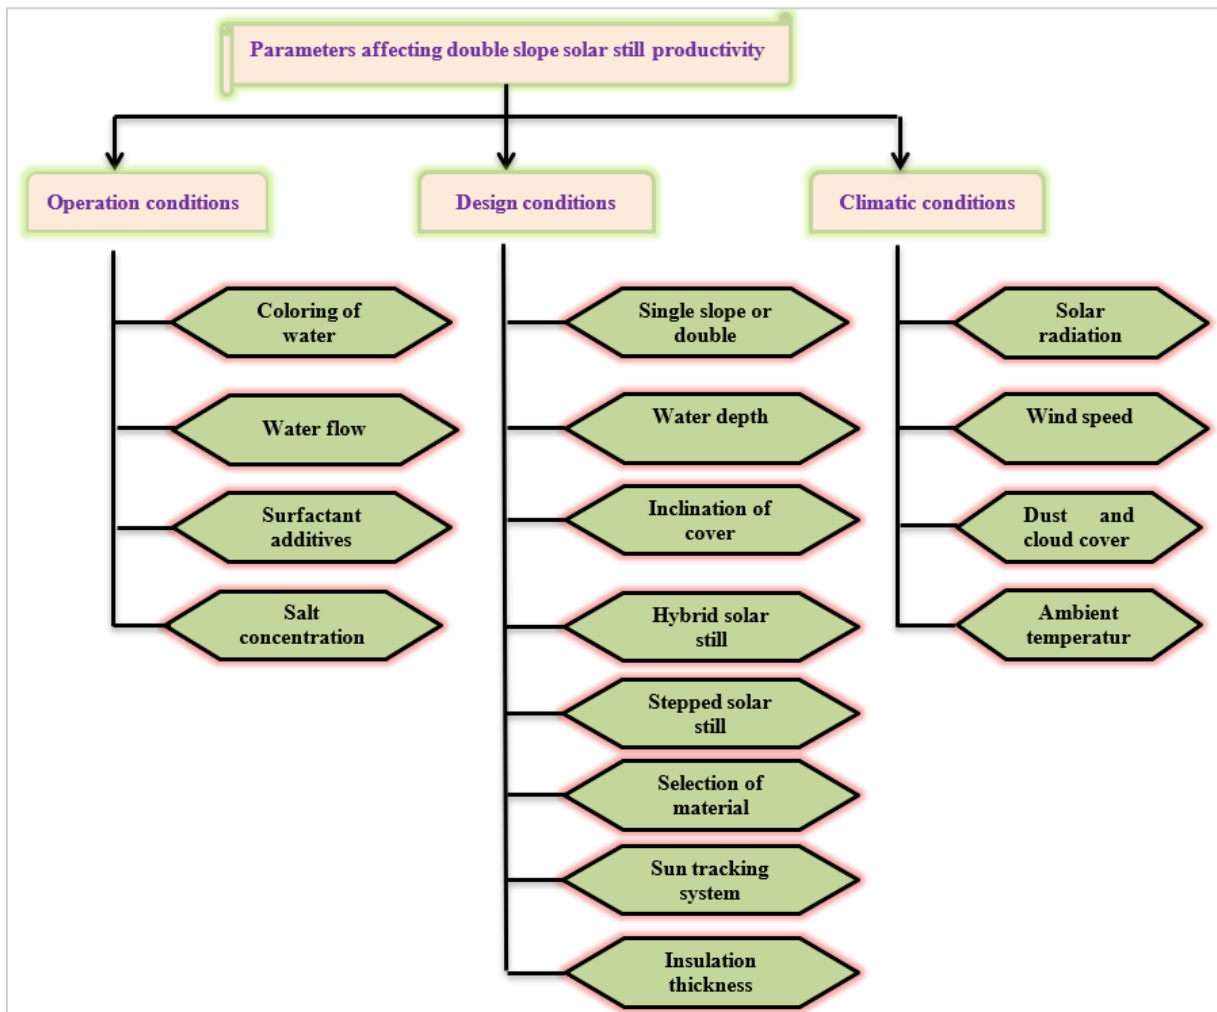 Parameters affecting double slope solar still productivity
Operation conditions
Design conditions
Climatic conditions
Coloring of
water
Water flow
Surfactant
additives
Salt
concentration
Single slope or
double
Water depth
Inclination of
cover
Hybrid solar
still
Stepped solar
still
Selection of
material
Sun tracking
system
Insulation
thickness
Solar
radiation
Wind speed
Dust and
cloud cover
Ambient
temperatur